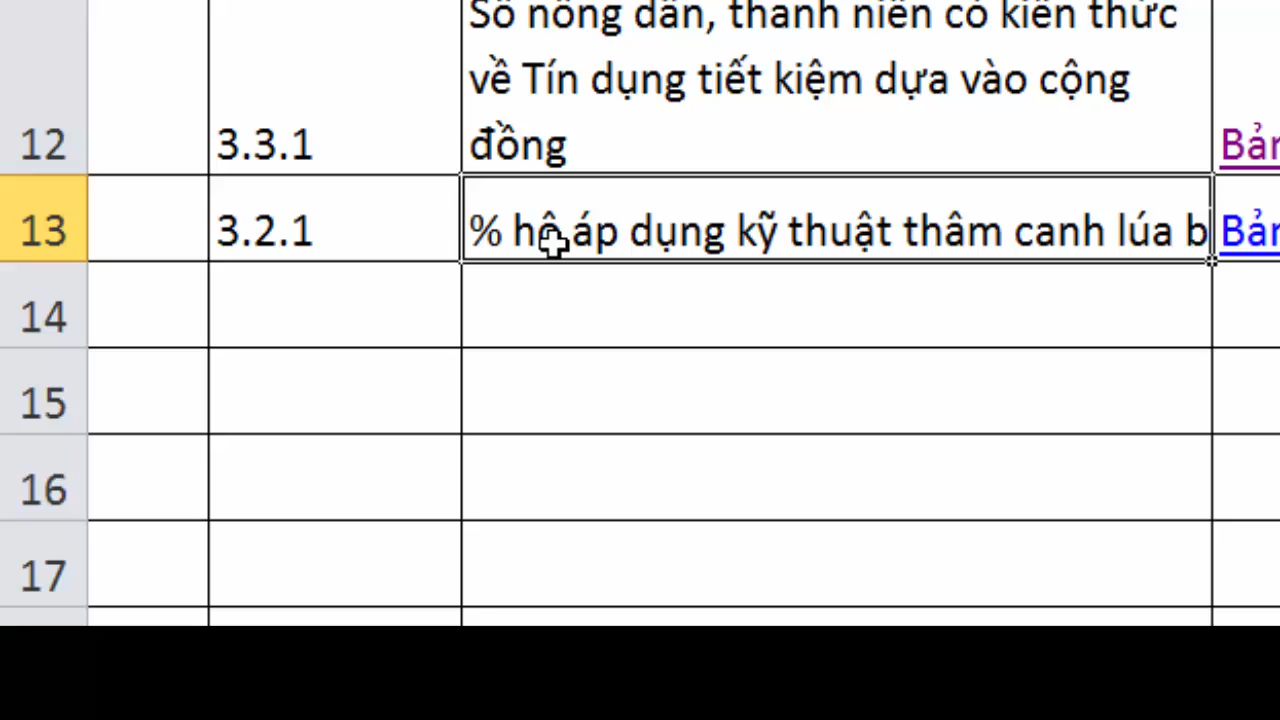 Số nông dân, thanh niên có kiến thức
về Tín dụng tiết kiệm dựa vào cộng
12 3.3.1 đồng
13 3.2.1 % hộ áp dụng kỹ thuật thâm canh lúa
14
15
16
17